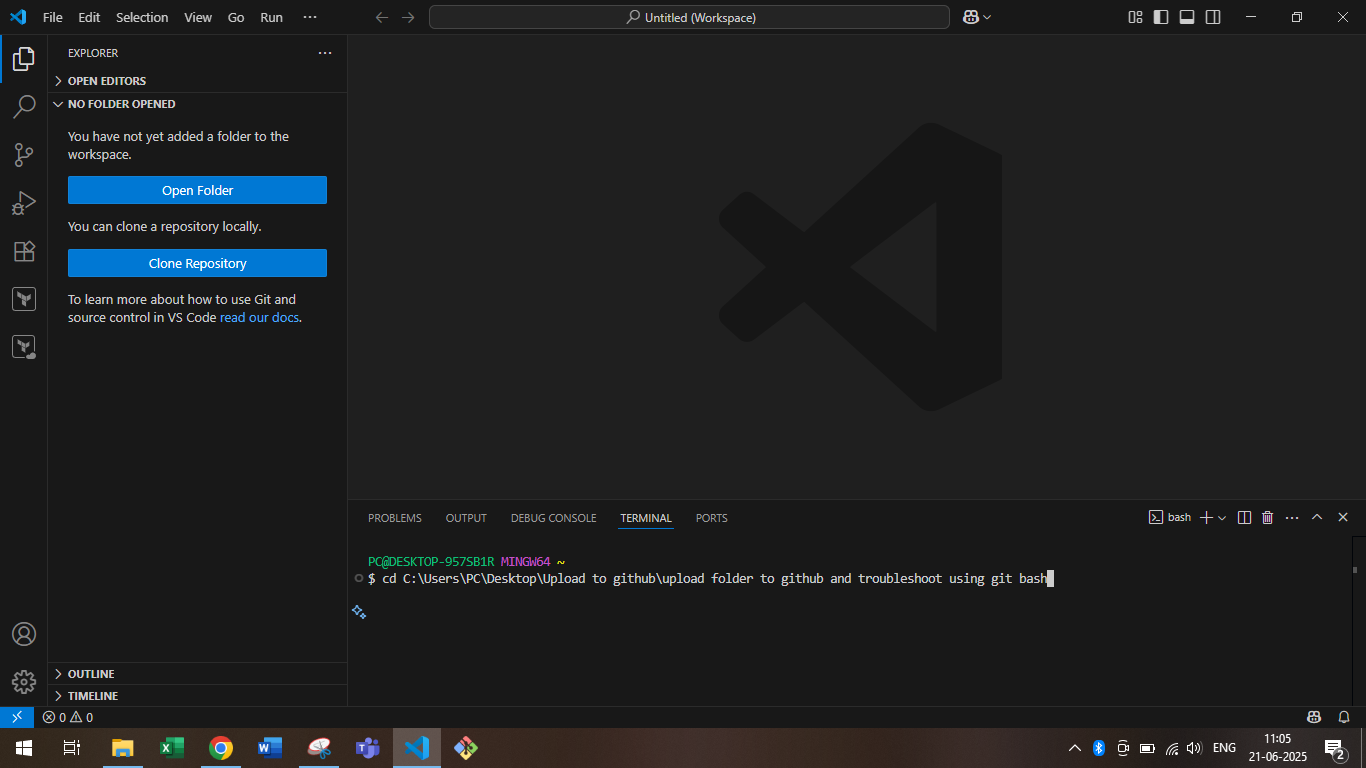 File Edit Selection View Go Run ···
Untitled (Workspace)
EXPLORER
OPEN EDITORS
NO FOLDER OPENED
You have not yet added a folder to the
workspace.
Open Folder
You can clone a repository locally.
Clone Repository
To learn more about how to use Git and
source control in VS Code read our docs.
OUTLINE
TIMELINE
PROBLEMS OUTPUT DEBUG CONSOLE TERMINAL PORTS
bash
PC@DESKTOP-957SB1R MINGW64 ~
$ cd C:\Users\PC\Desktop\Upload to github\upload folder to github and troubleshoot using git bash
0 0
ENG
11:05
21-06-2025
2